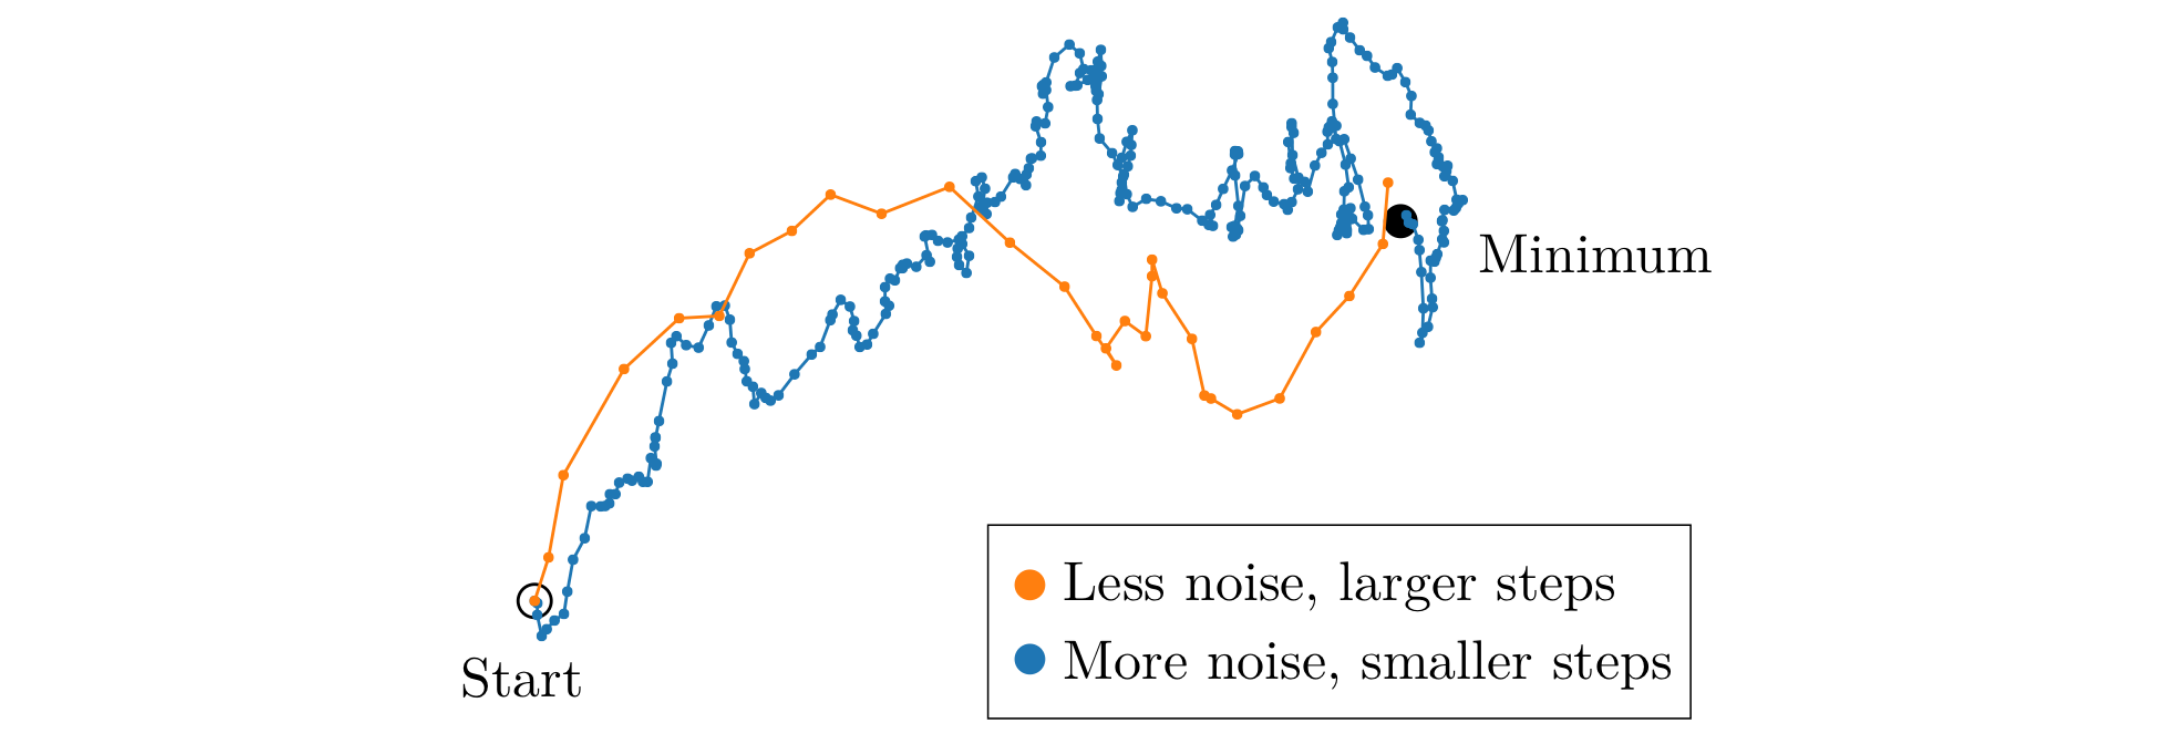 Minimum
Less noise, larger steps
More noise, smaller steps
Start